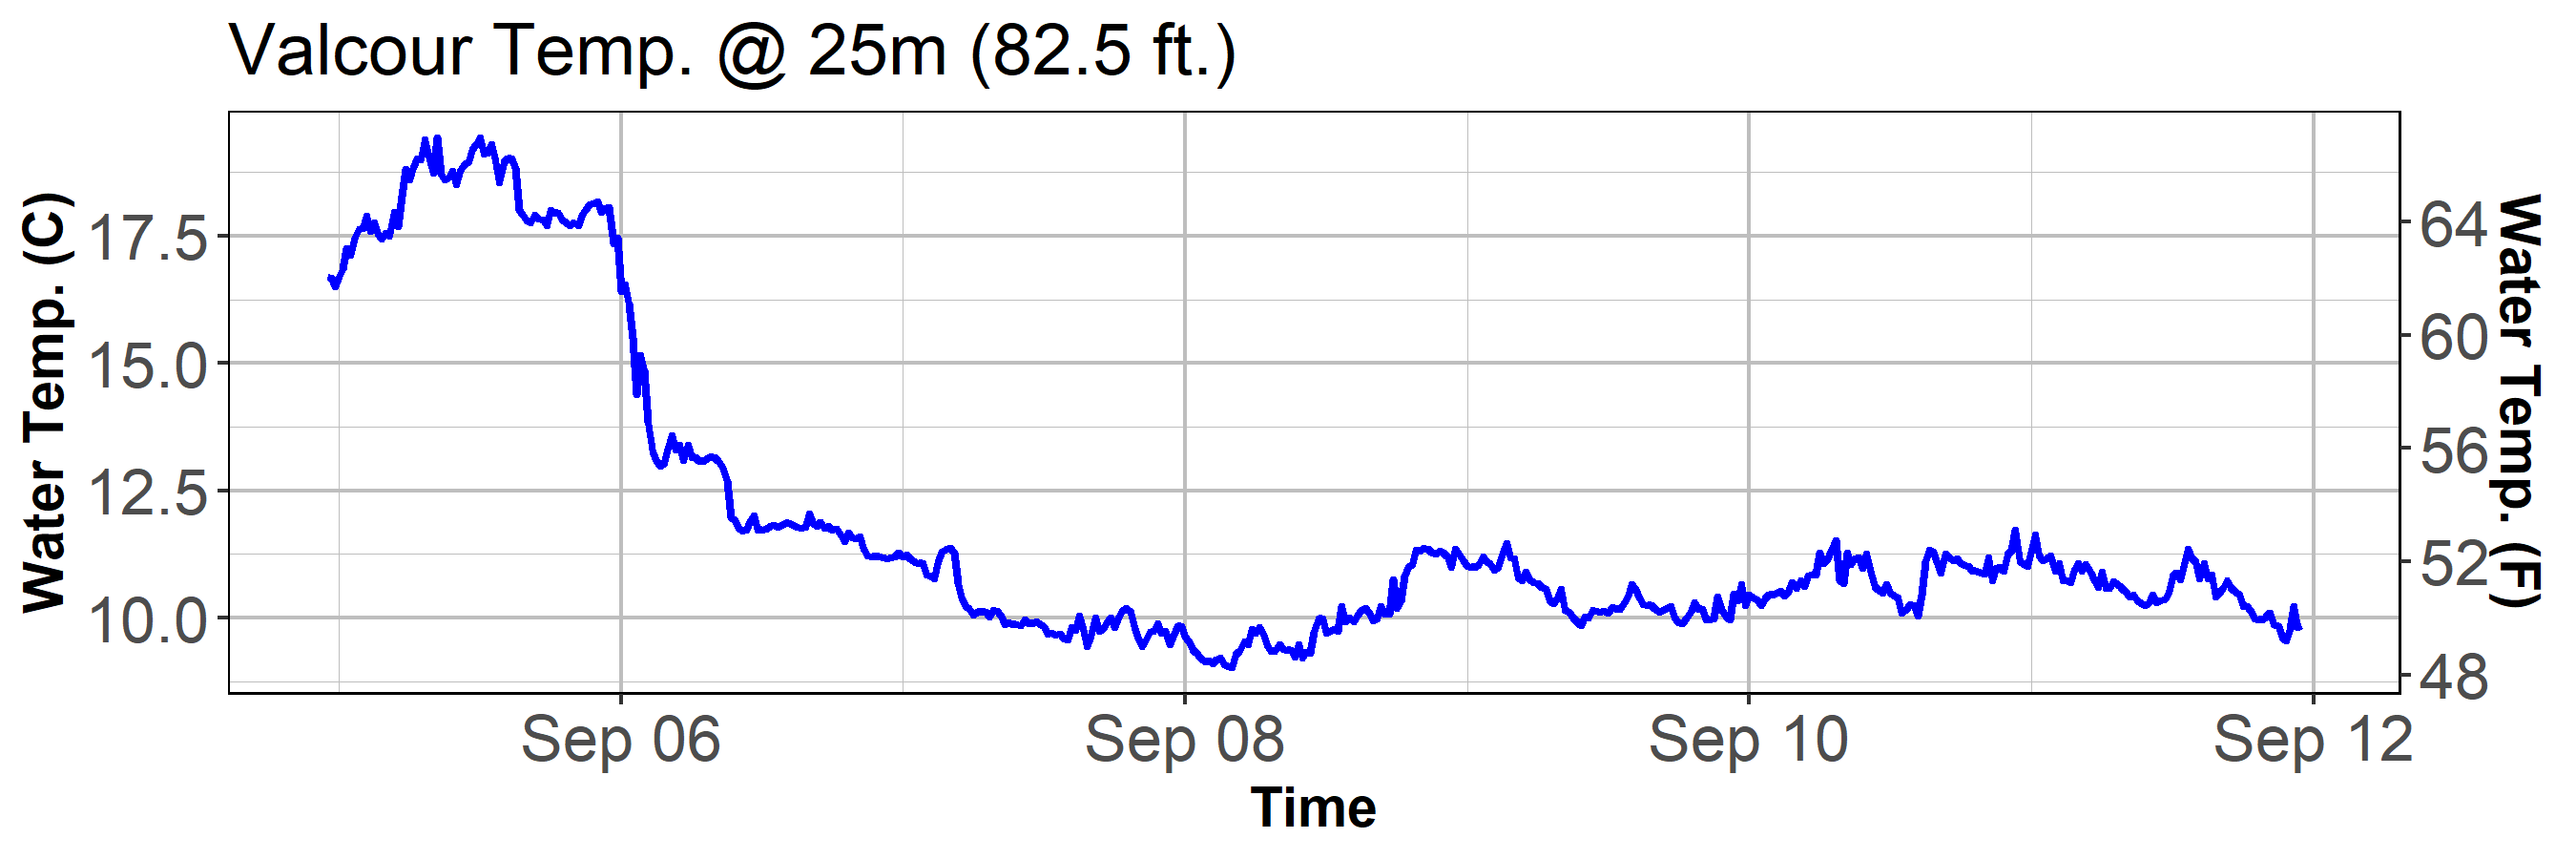 Valcour Temp. @ 25m (82.5 ft.)
Water Temp. (C)
17.5
15.0
12.5
10.0
64
60
56
52
48
Water Temp. (F)
Sep 06 Sep 08 Sep 10 Sep 12
Time